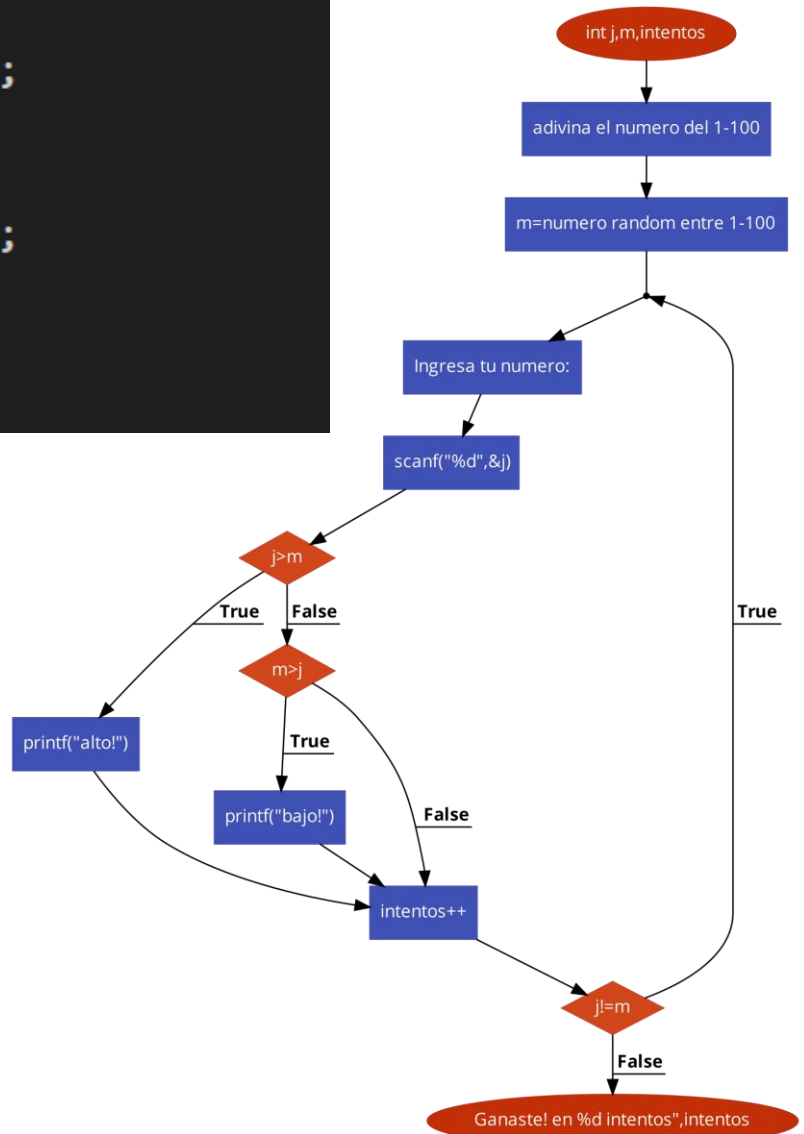 ;
;
int j,m,intentos
adivina el numero del 1-100
m=numero random entre 1-100
Ingresa tu numero:
scanf("%d",&j)
j>m
True
False
m>j
True
printf("alto!")
True
printf("bajo!")
False
intentos++
j!=m
False
Ganaste! en %d intentos",intentos